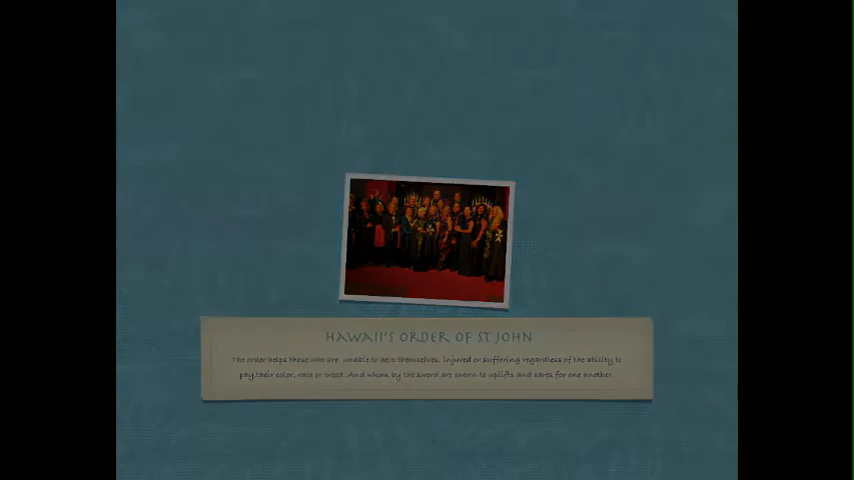 HAWAII'S ORDER OF ST JOHN
The order helps those who are unable to help themselves, injured or suffering regardless of the ability to
pay,their color, race or creed. And whom by the sword are sworn to uplifts and cares for one another.